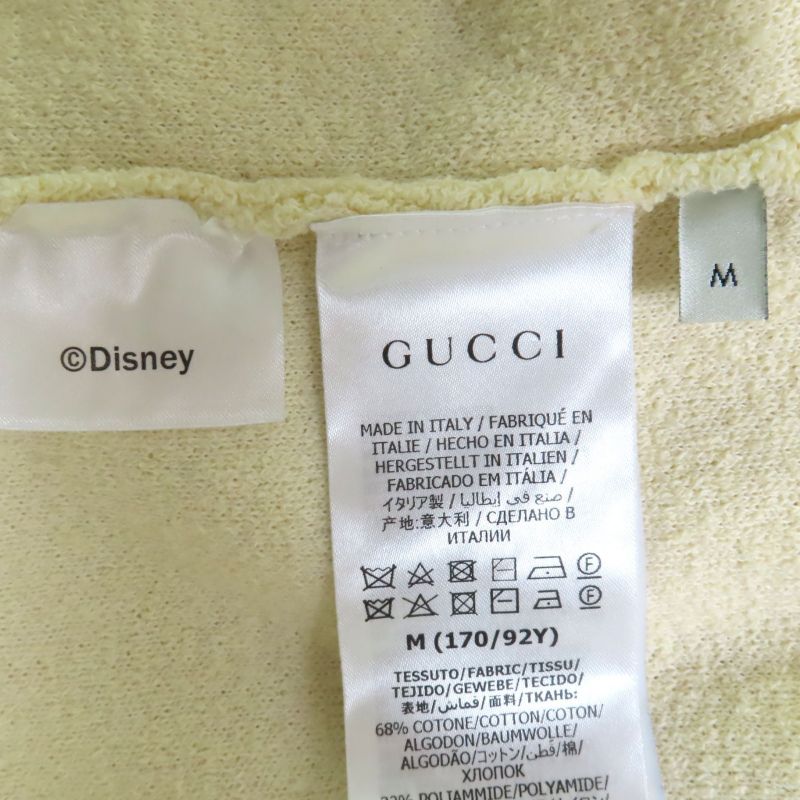 ©Disney
GUCCI
M
MADE IN ITALY / FABRIQUÉ EN
ITALIE / HECHO EN ITALIA /
HERGESTELLT IN ITALIEN /
FABRICADO EM ITÁLIA /
イタリア製 / صنع في إيطاليا /
产地:意大利 / СДЕЛАНО В
ИТАЛИИ
F
F
M (170/92Y)
TESSUTO/FABRIC/TISSU/
TEJIDO/GEWEBE/TECIDO/
表地/قماش/面料/ТКАНЬ:
68% COTONE/COTTON/COTON/
ALGODON/BAUMWOLLE/
ALGODÃO/コットン/قطن/棉/
ХЛОПОК
POLIAMMIDE/POLYAMIDE/